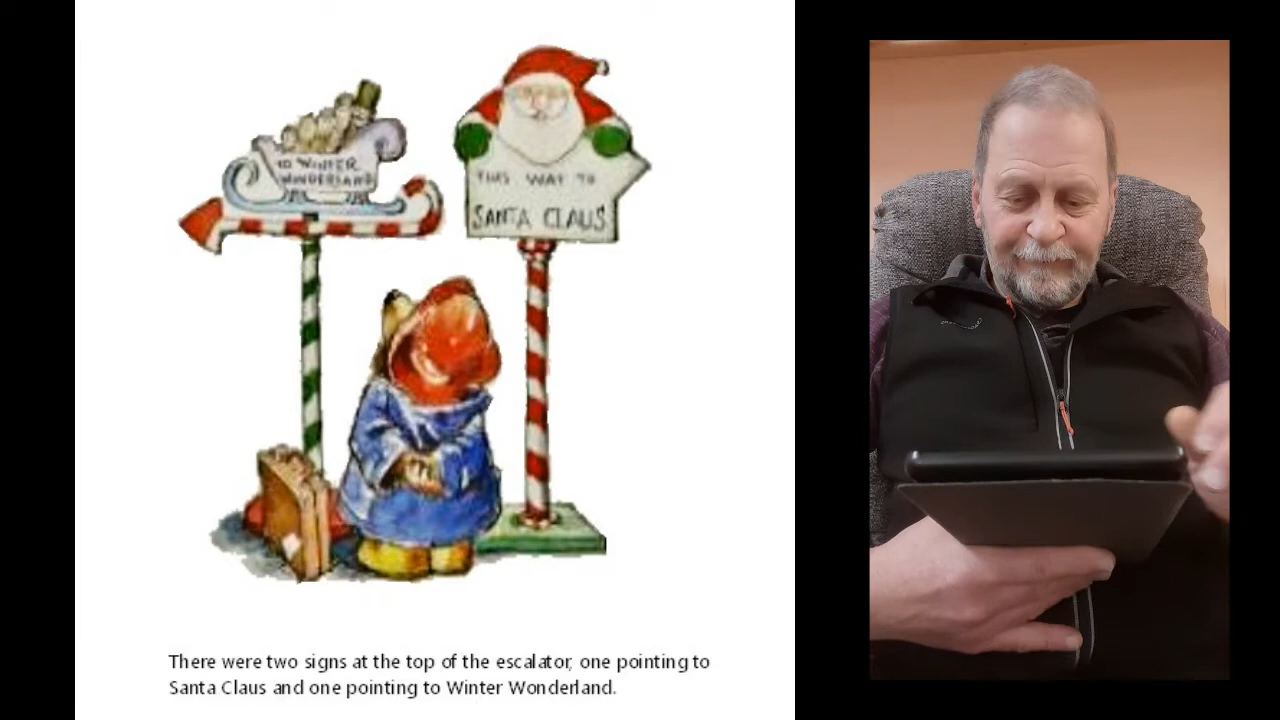 TO WINTER
WONDERLAND
THIS WAY TO
SANTA CLAUS
There were two signs at the top of the escalator, one pointing to
Santa Claus and one pointing to Winter Wonderland.